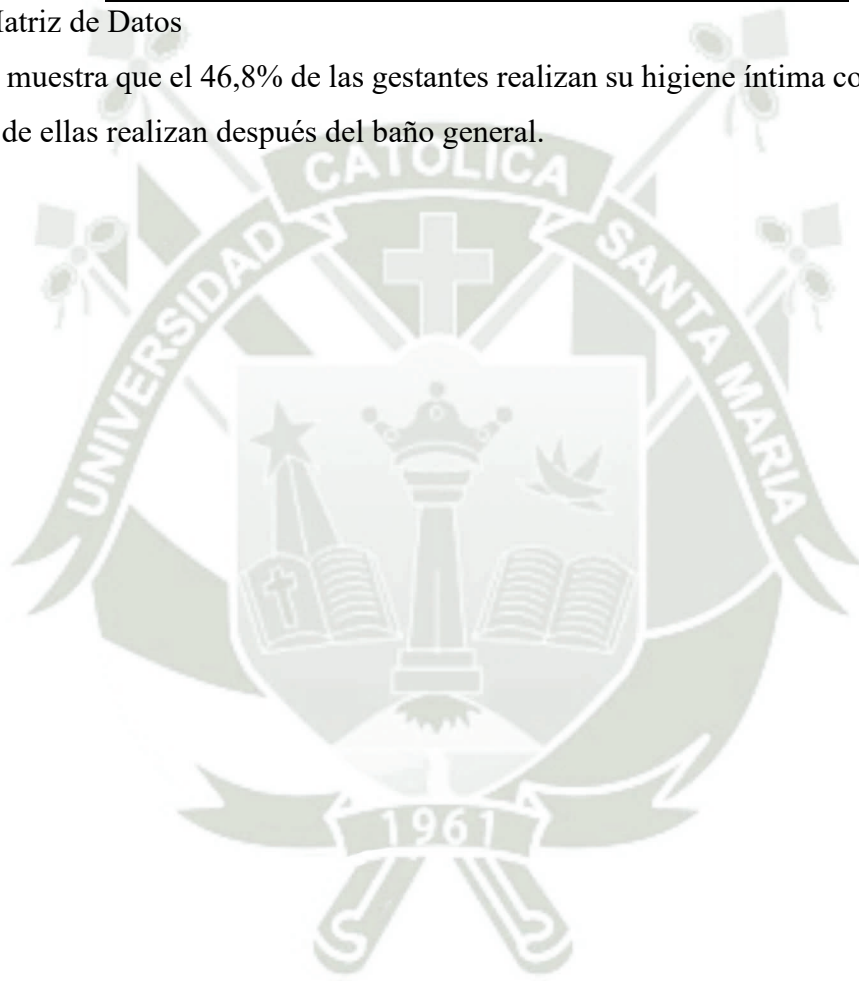 Matriz de Datos
muestra que el 46,8% de las gestantes realizan su higiene íntima
de ellas realizan después del baño general.
UNIVERSIDAD CATOLICA SANTA MARIA
1961